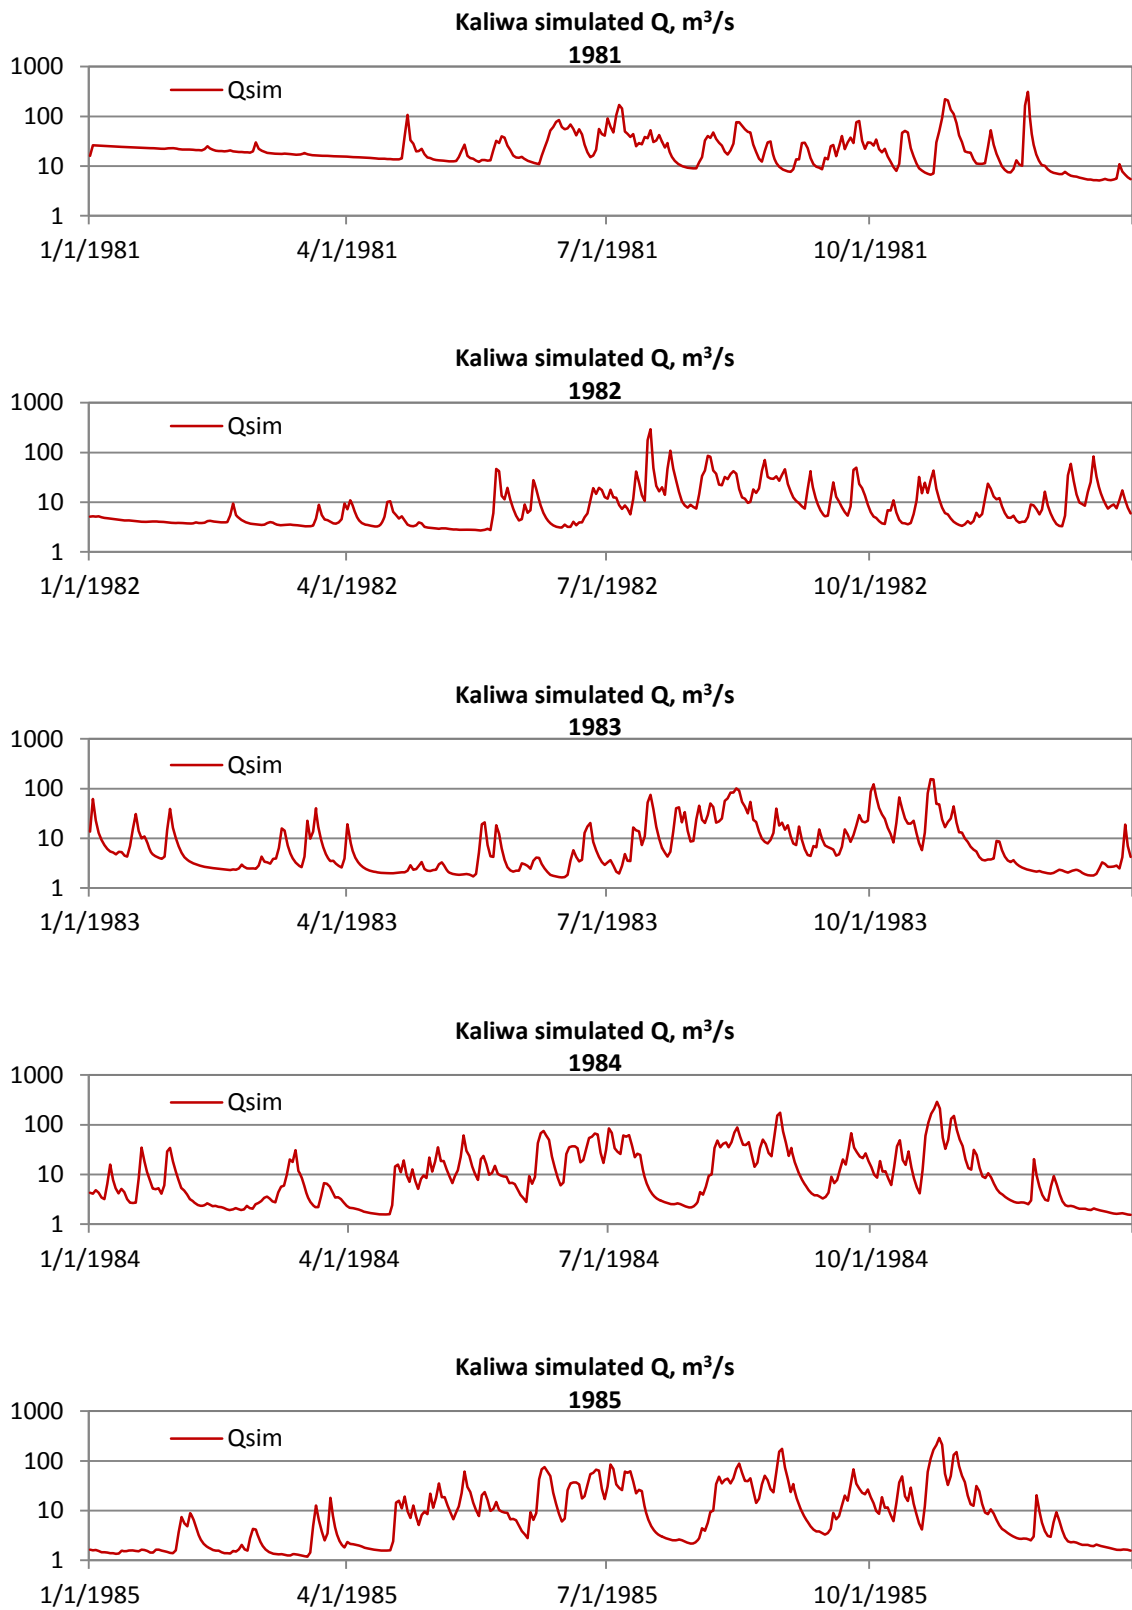 Kaliwa simulated Q, m³/s
1981
1000
Qsim
100
10
1
1/1/1981 4/1/1981 7/1/1981 10/1/1981
Kaliwa simulated Q, m³/s
1982
1000
Qsim
100
10
1
1/1/1982 4/1/1982 7/1/1982 10/1/1982
Kaliwa simulated Q, m³/s
1983
1000
Qsim
100
10
1
1/1/1983 4/1/1983 7/1/1983 10/1/1983
Kaliwa simulated Q, m³/s
1984
1000
Qsim
100
10
1
1/1/1984 4/1/1984 7/1/1984 10/1/1984
Kaliwa simulated Q, m³/s
1985
1000
Qsim
100
10
1
1/1/1985 4/1/1985 7/1/1985 10/1/1985